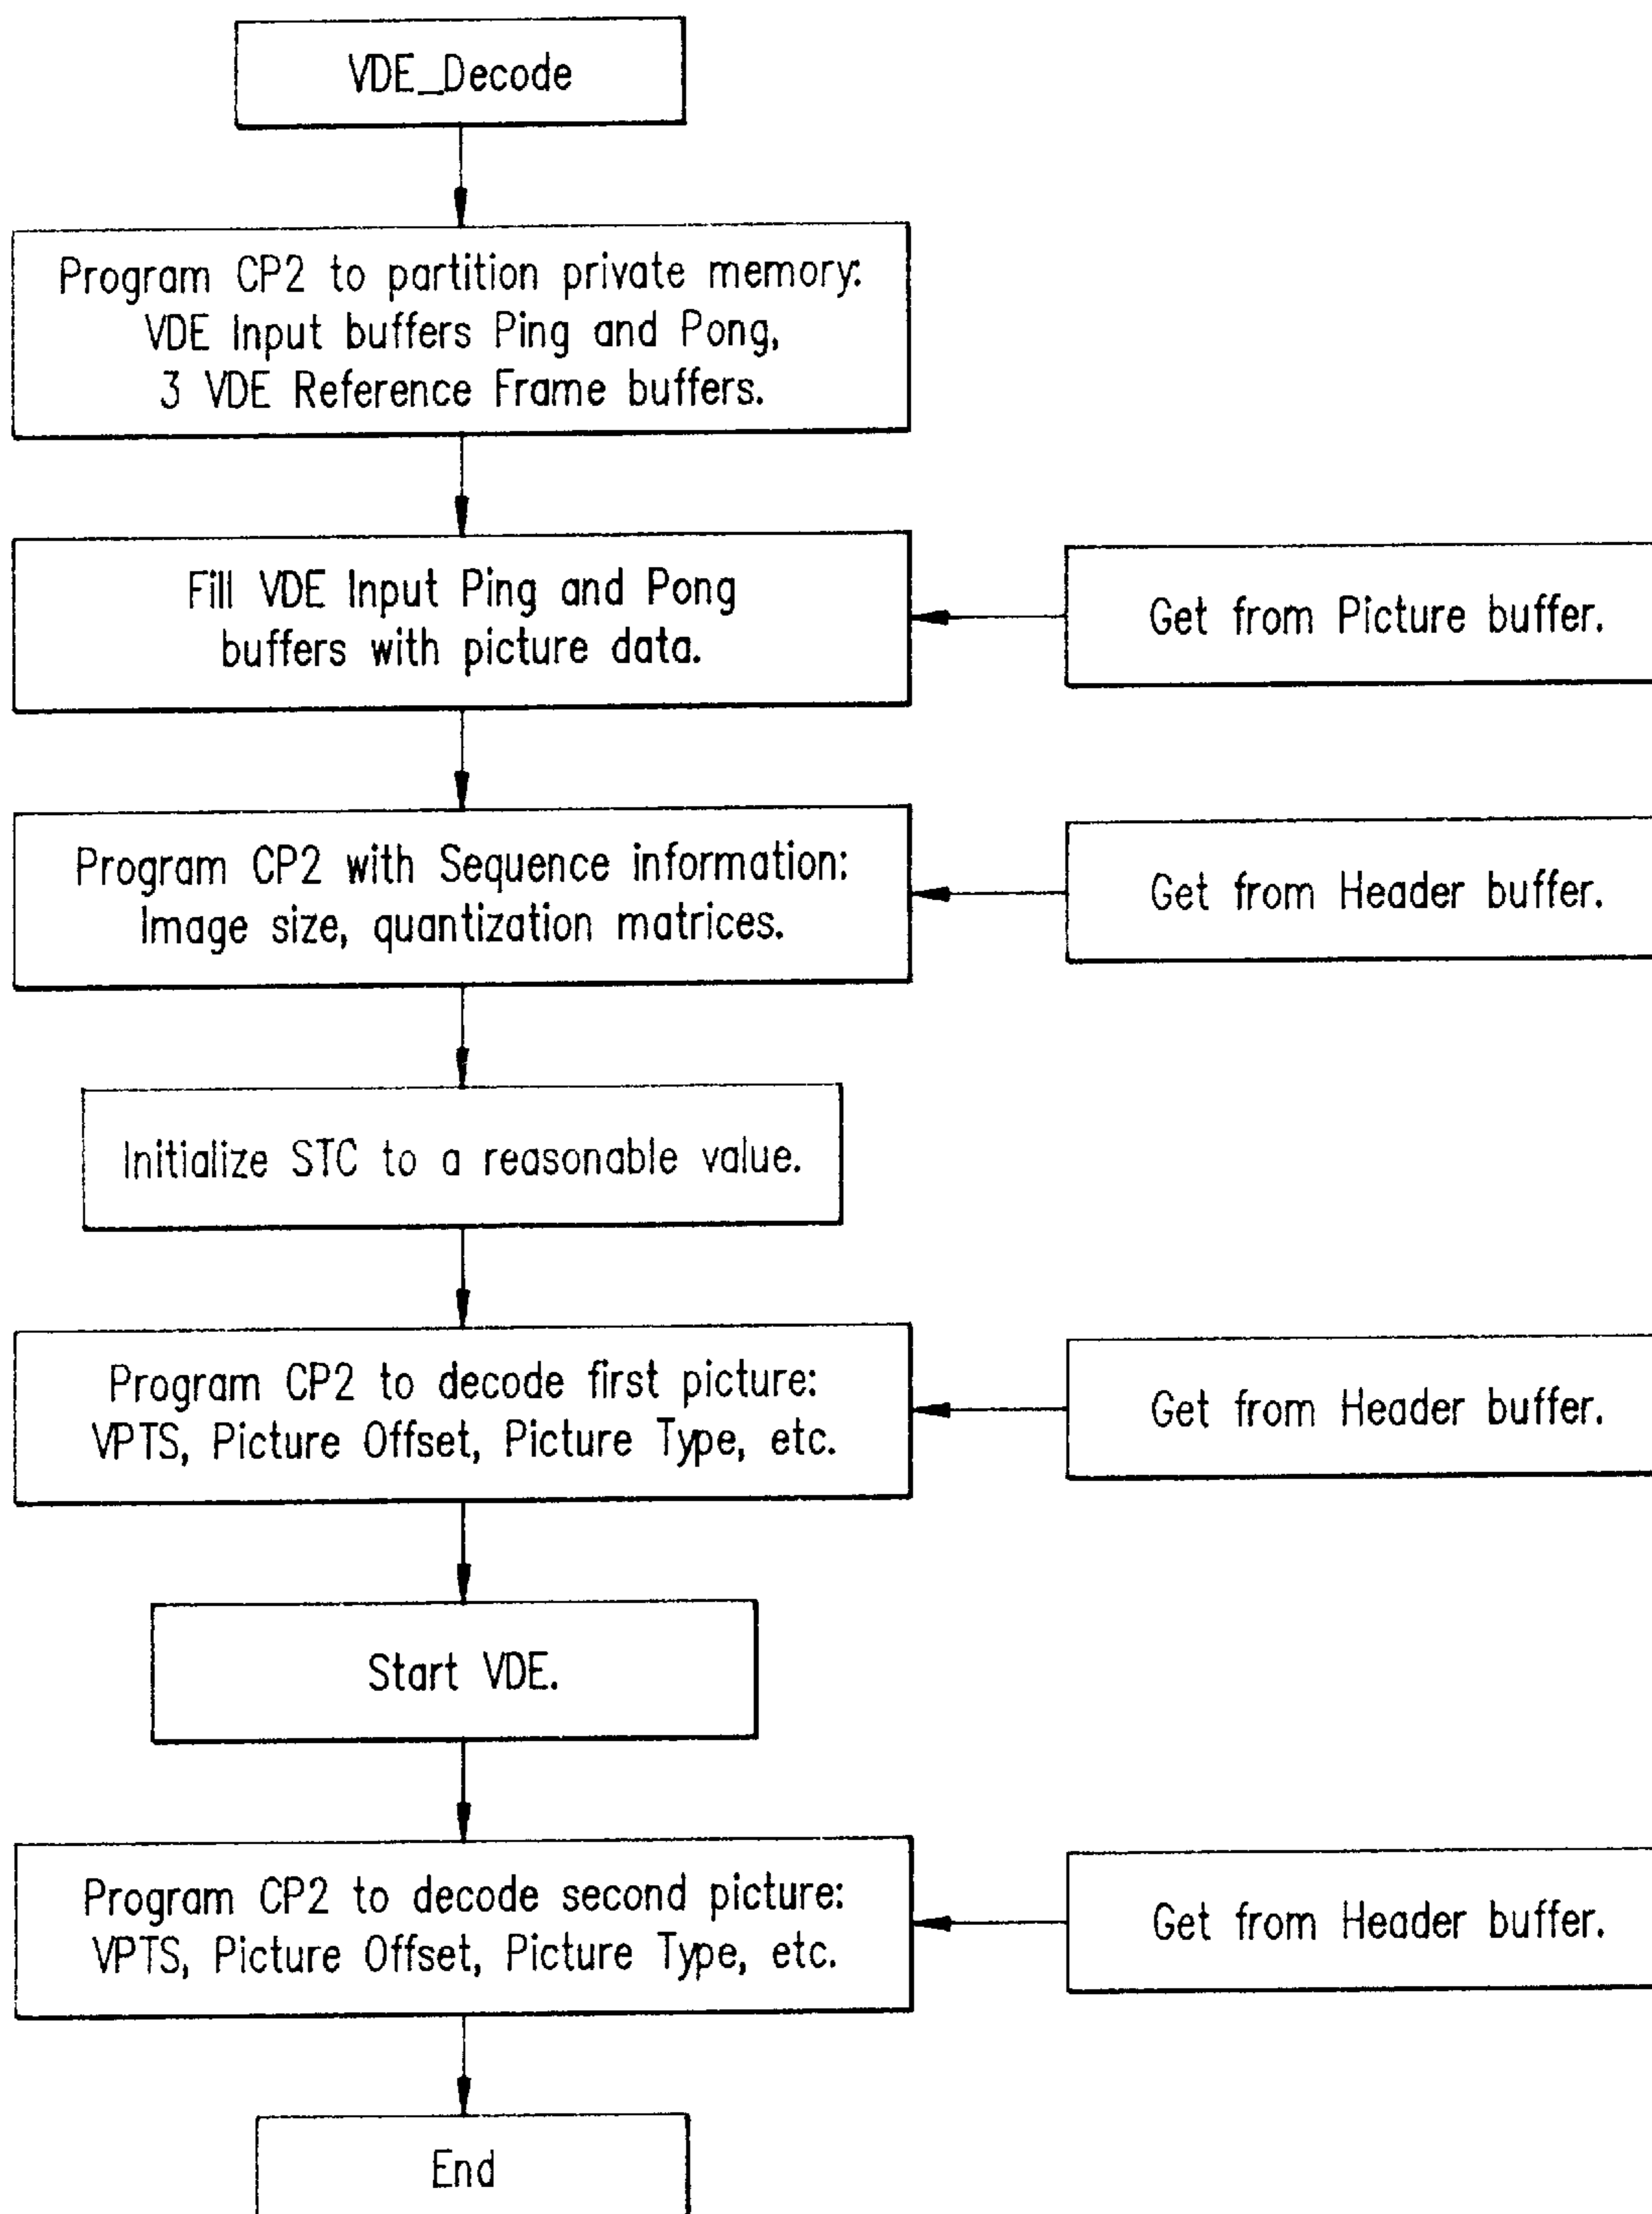 VDE_Decode
Program CP2 to partition private memory:
VDE Input buffers Ping and Pong,
3 VDE Reference Frame buffers.
Fill VDE Input Ping and Pong
buffers with picture data.
Get from Picture buffer.
Program CP2 with Sequence information:
Image size, quantization matrices.
Get from Header buffer.
Initialize STC to a reasonable value.
Program CP2 to decode first picture:
VPTS, Picture Offset, Picture Type, etc.
Get from Header buffer.
Start VDE.
Program CP2 to decode second picture:
VPTS, Picture Offset, Picture Type, etc.
Get from Header buffer.
End